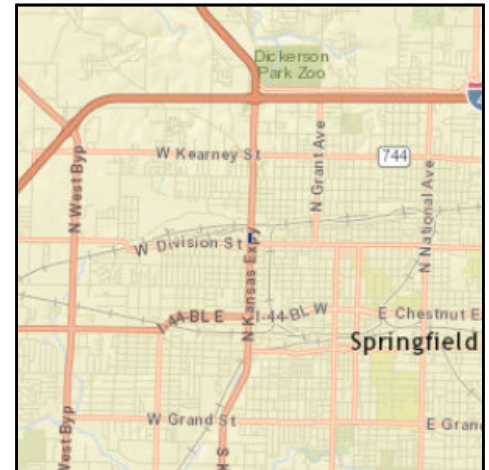 Dickerson
Park Zoo
4
W Kearney St
744
N Grant Ave
N West Byp
N National Ave
W Division St
N Kansas Expy
I-44-BL E
I-44-BL W
E Chestnut E
Springfield
W Grand St
E Gran
West Byp
S H